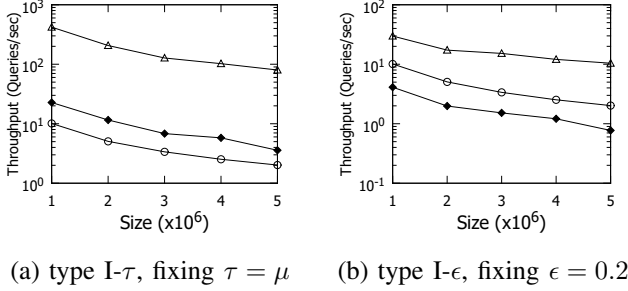 Throughput (Queries/sec)
10³
10²
10¹
10⁰
1 2 3 4 5
Size (x10⁶)
(a) type I-τ, fixing τ = μ
Throughput (Queries/sec)
10²
10¹
10⁰
10⁻¹
1 2 3 4 5
Size (x10⁶)
(b) type I-ϵ, fixing ϵ = 0.2